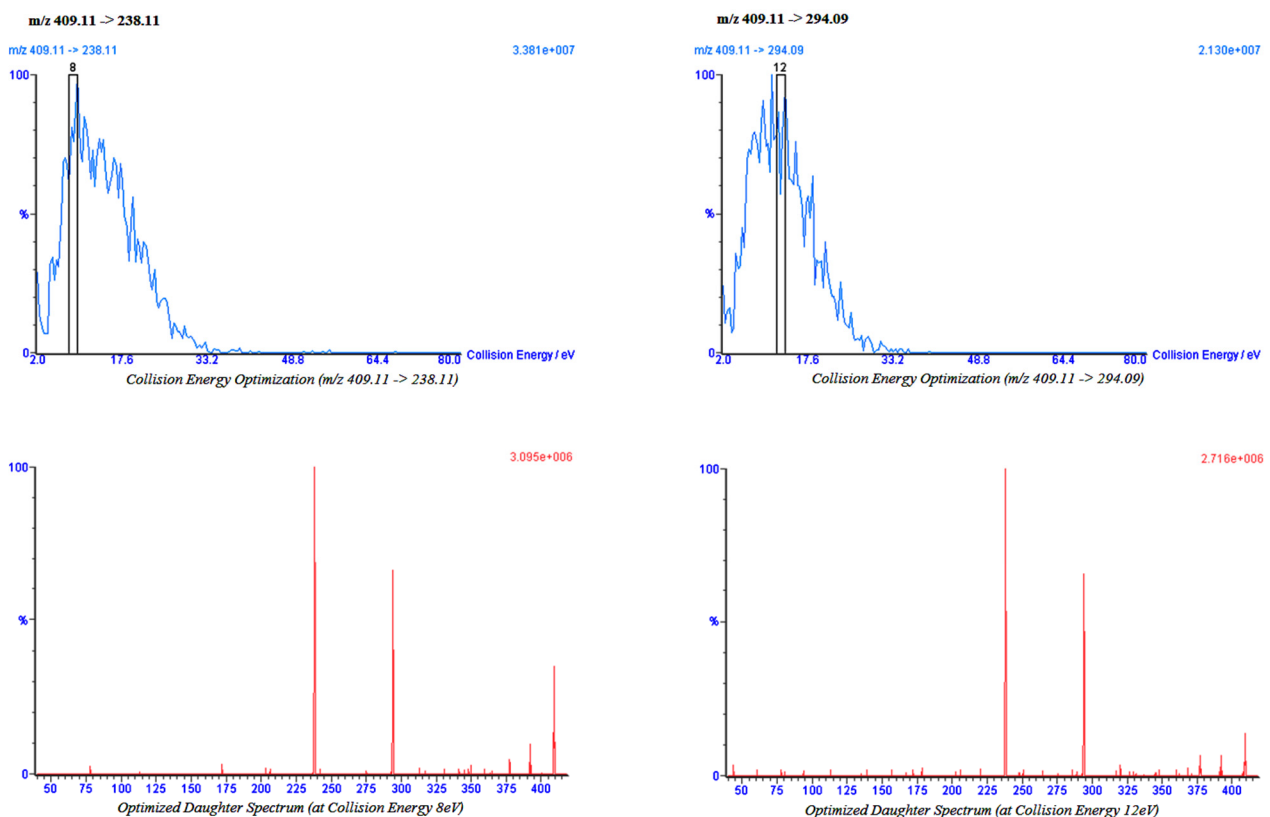 m/z 409.11 -> 238.11
m/z 409.11 -> 238.11 3.381e+007
8
100
%
0
2.0 17.6 33.2 48.8 64.4 80.0 Collision Energy / eV
Collision Energy Optimization (m/z 409.11 -> 238.11)
m/z 409.11 -> 294.09
m/z 409.11 -> 294.09 2.130e+007
12
100
%
0
2.0 17.6 33.2 48.8 64.4 80.0 Collision Energy / eV
Collision Energy Optimization (m/z 409.11 -> 294.09)
3.095e+006
100
%
0
50 75 100 125 150 175 200 225 250 275 300 325 350 375 400
Optimized Daughter Spectrum (at Collision Energy 8eV)
2.716e+006
100
%
0
50 75 100 125 150 175 200 225 250 275 300 325 350 375 400
Optimized Daughter Spectrum (at Collision Energy 12eV)